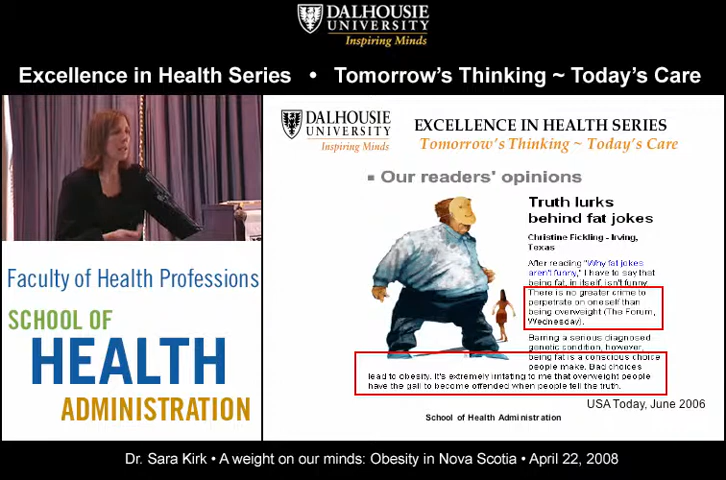 DALHOUSIE
UNIVERSITY
Inspiring Minds
Excellence in Health Series • Tomorrow's Thinking ~ Today's Care
DALHOUSIE
UNIVERSITY
Inspiring Minds
EXCELLENCE IN HEALTH SERIES
Tomorrow's Thinking ~ Today's Care
Our readers' opinions
Truth lurks
behind fat jokes
Christine Fickling - Irving,
Texas
After reading "Why fat jokes
aren't funny," I have to say that
being fat, in itself, isn't funny
There is no greater crime to
perpetrate on oneself than
being overweight (The Forum,
Wednesday).
Barring a serious diagnosed
genetic condition, however,
being fat is a conscious choice
people make. Bad choices
lead to obesity. It's extremely irritating to me that overweight people
have the gall to become offended when people tell the truth.
USA Today, June 2006
School of Health Administration
Faculty of Health Professions
SCHOOL OF
HEALTH
ADMINISTRATION
Dr. Sara Kirk • A weight on our minds: Obesity in Nova Scotia • April 22, 2008